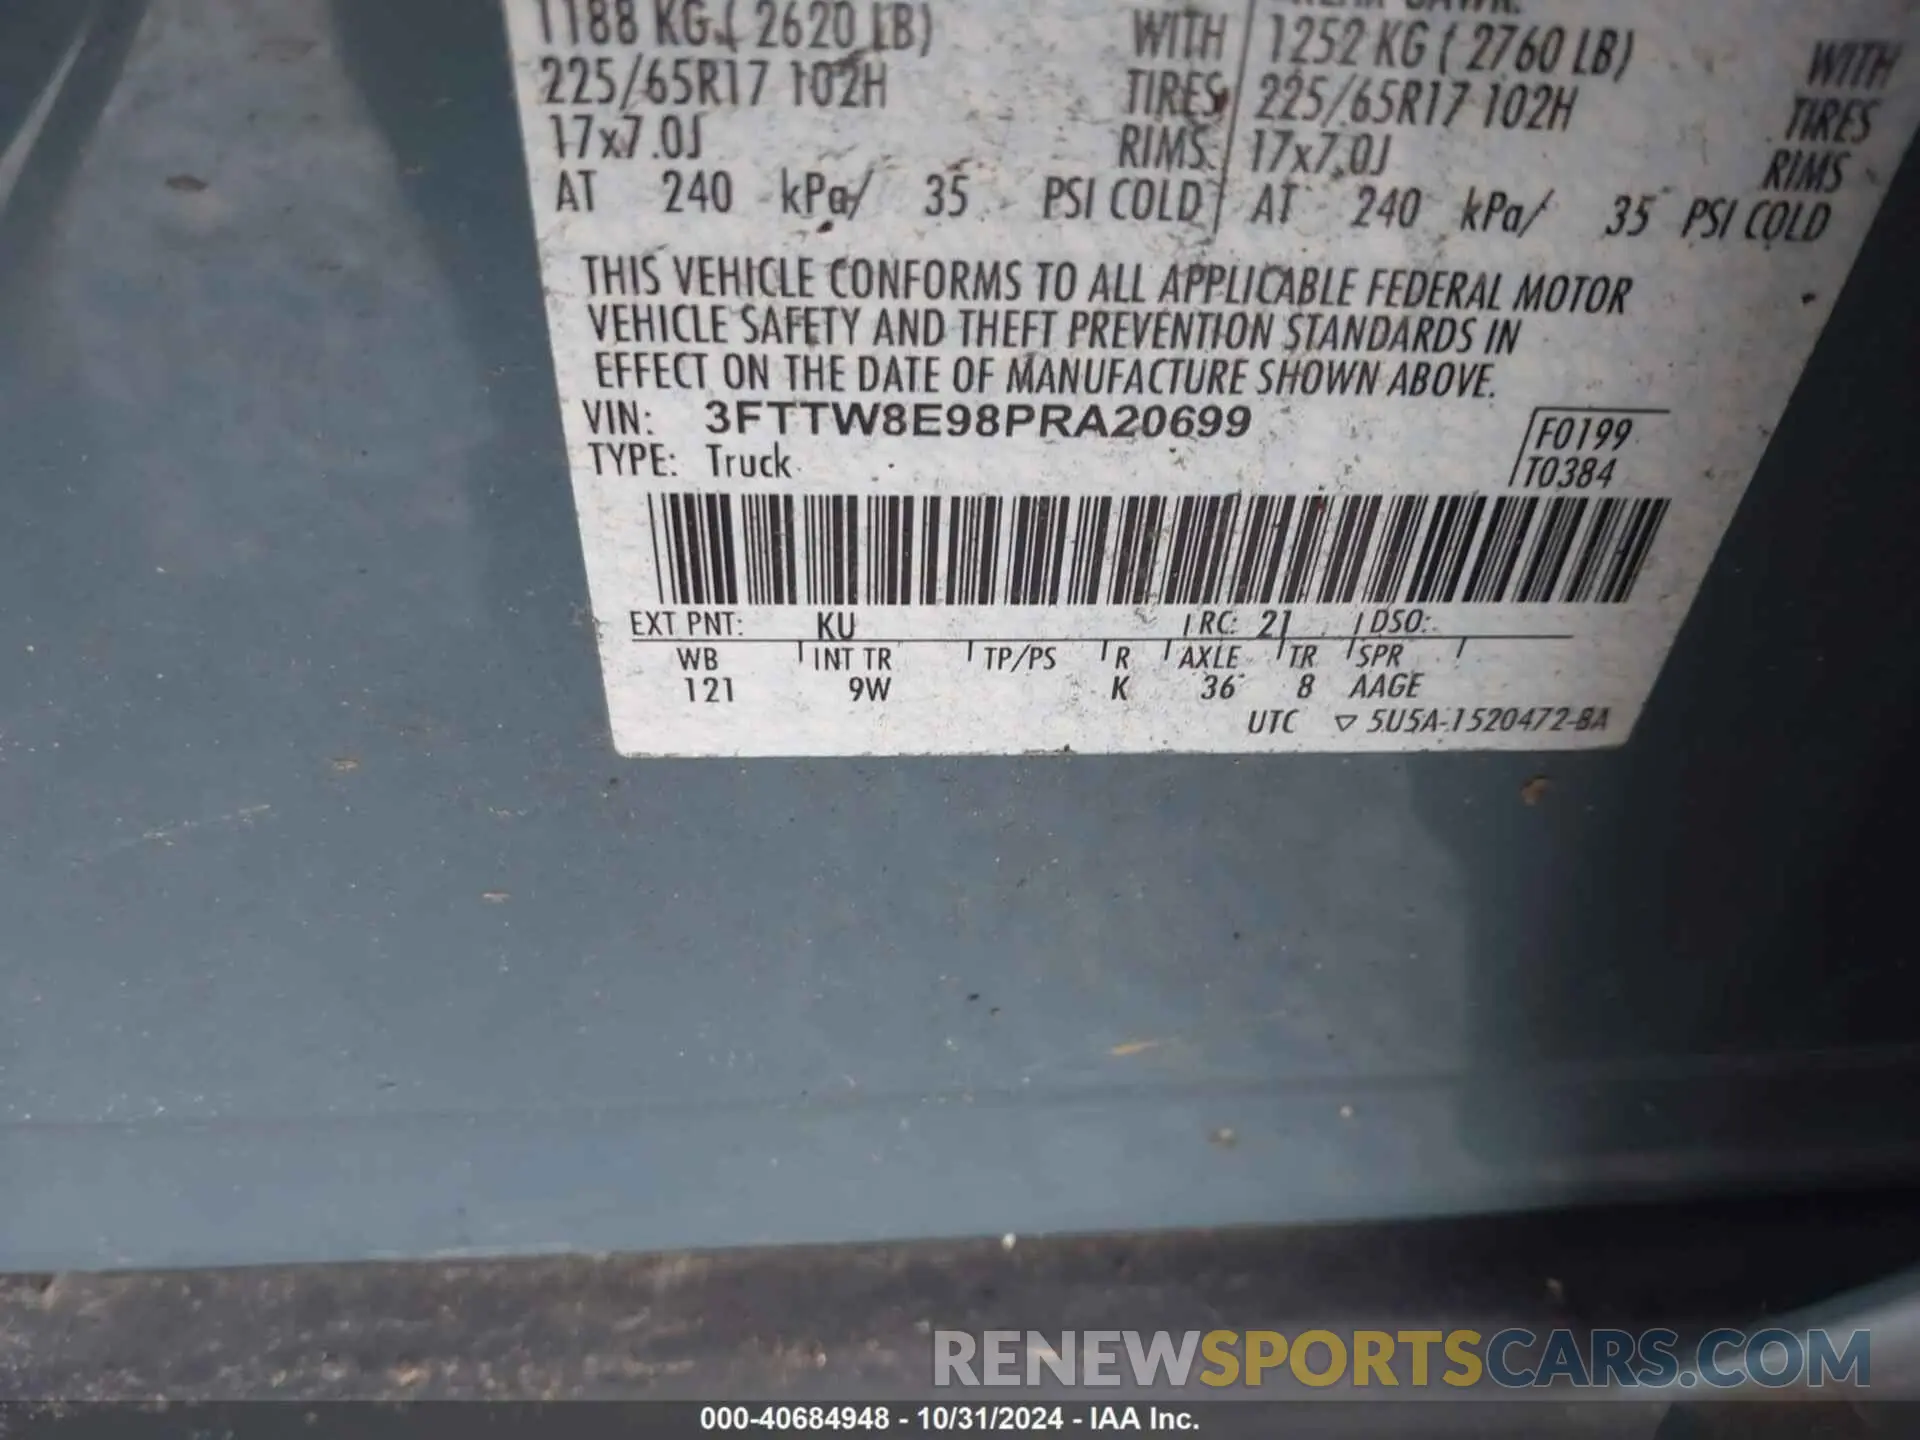 1188 KG ( 2620 LB) WITH 1252 KG ( 2760 LB) WITH
225/65R17 102H TIRES 225/65R17 102H TIRES
17x7.0J RIMS 17x7.0J RIMS
AT 240 kPa/ 35 PSI COLD AT 240 kPa/ 35 PSI COLD
THIS VEHICLE CONFORMS TO ALL APPLICABLE FEDERAL MOTOR
VEHICLE SAFETY AND THEFT PREVENTION STANDARDS IN
EFFECT ON THE DATE OF MANUFACTURE SHOWN ABOVE.
VIN: 3FTTW8E98PRA20699 F0199
TYPE: Truck T0384
EXT PNT: KU RC: 21 DSO:
WB INT TR TP/PS R AXLE TR SPR
121 9W K 36 8 AAGE
UTC ▽ 5U5A-1520472-BA
RENEWSPORTSCARS.COM
000-40684948 - 10/31/2024 - IAA Inc.